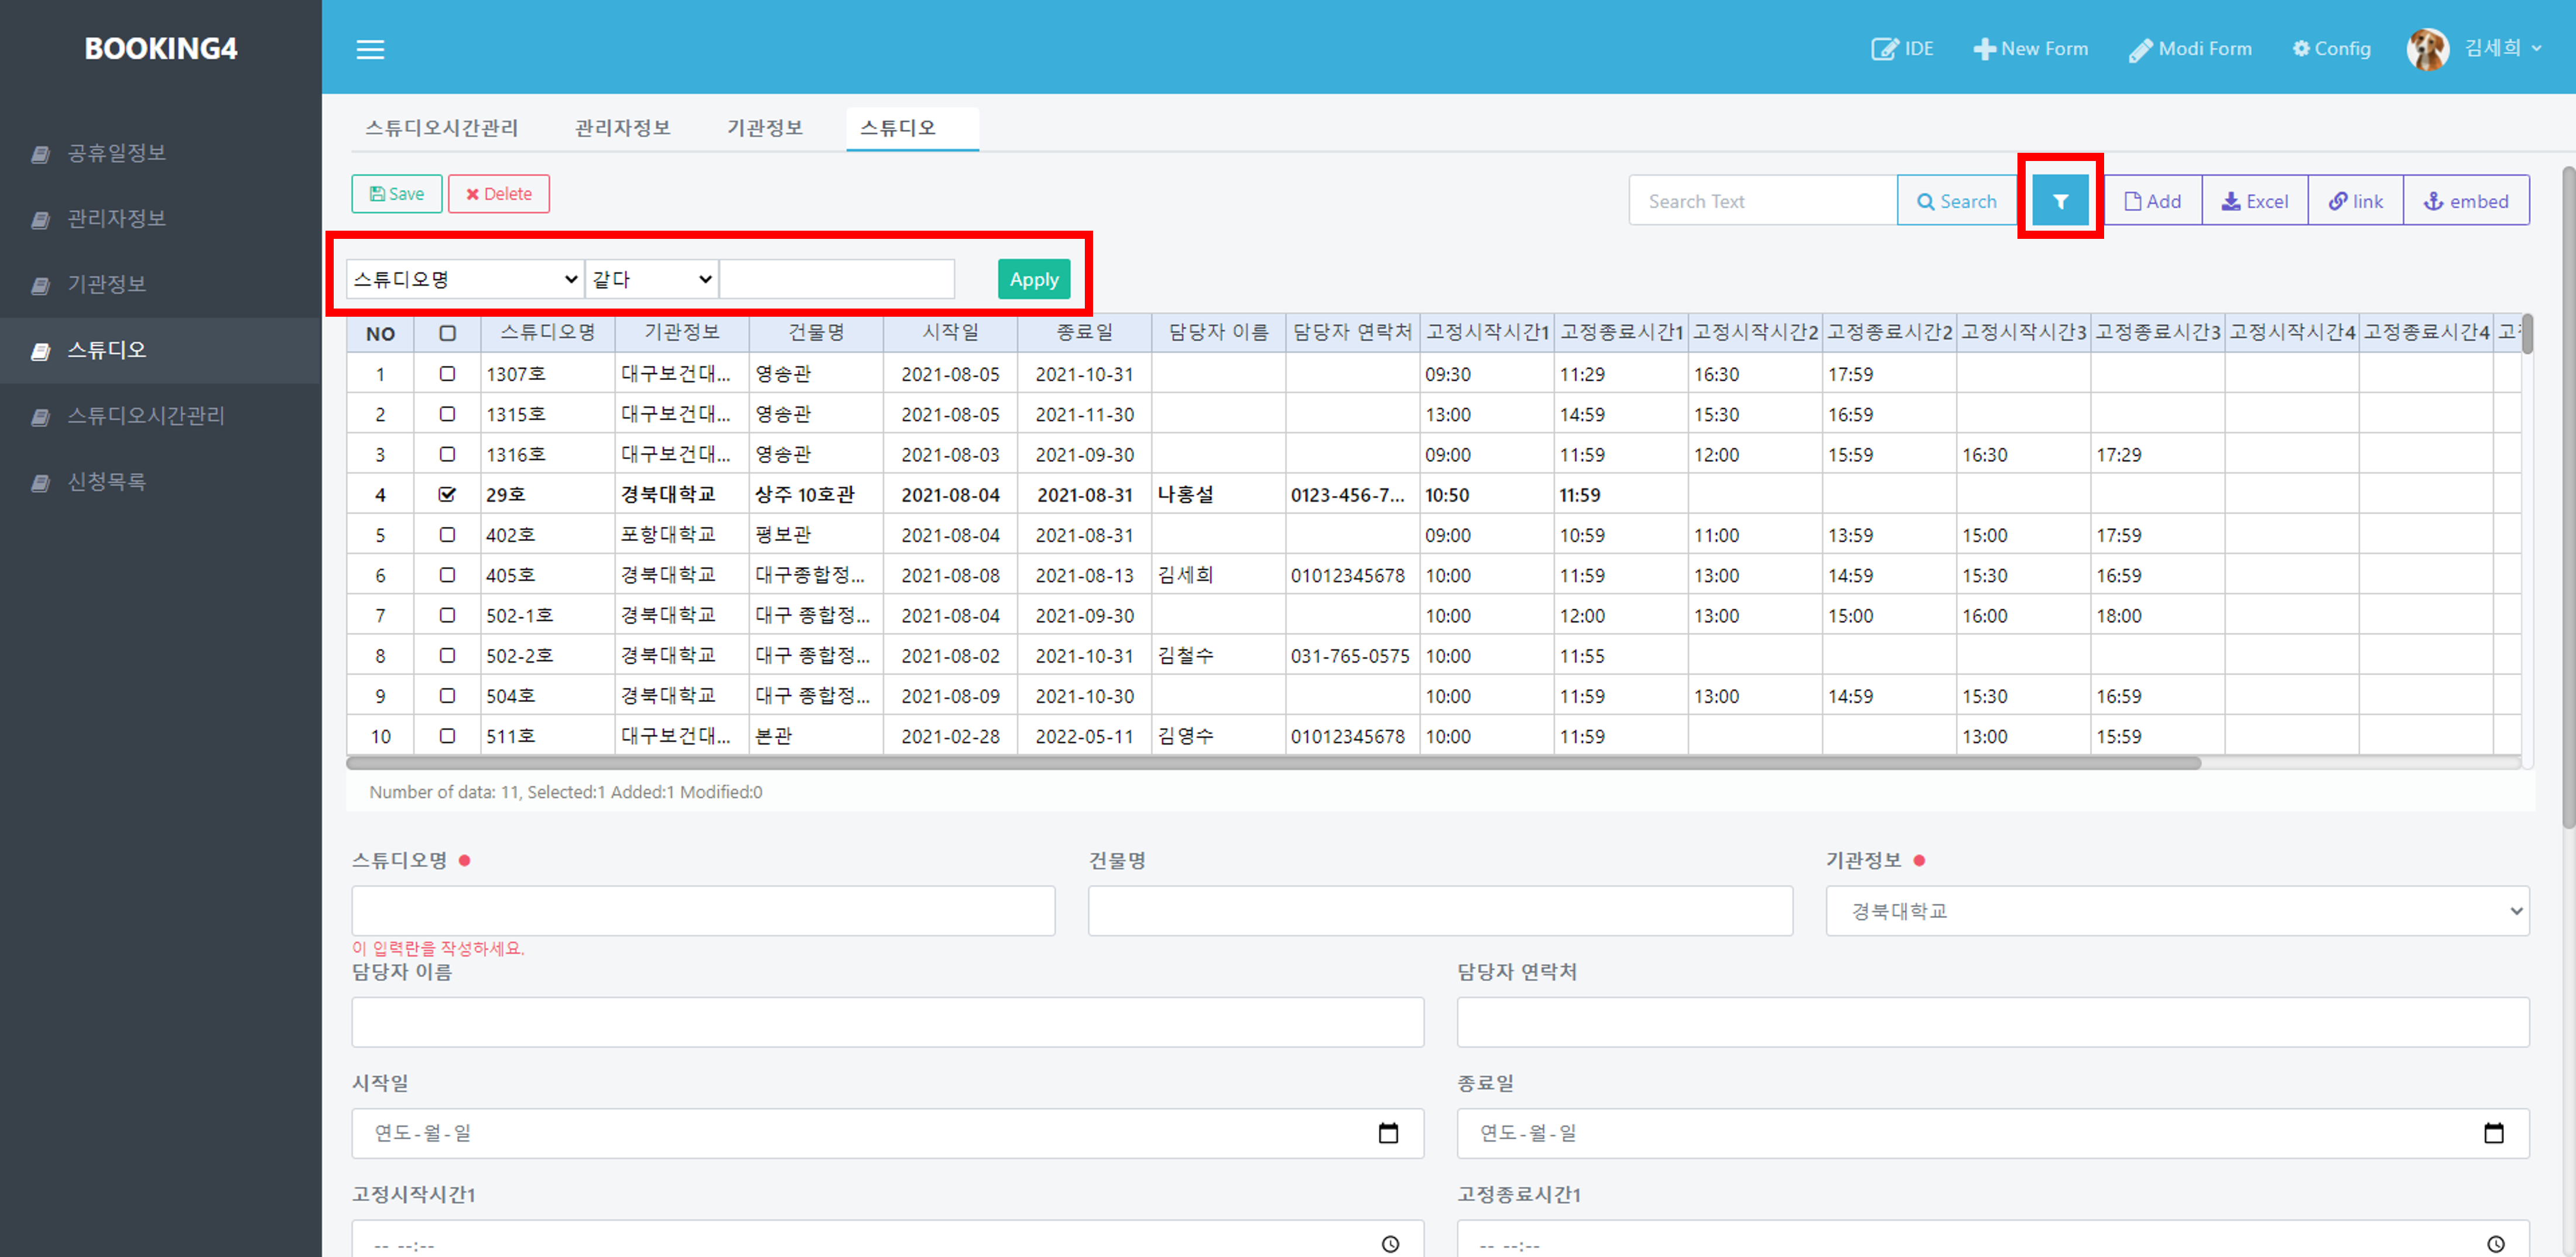 BOOKING4
IDE New Form Modi Form Config 김세희
공휴일정보
관리자정보
기관정보
스튜디오
스튜디오시간관리
신청목록
스튜디오시간관리 관리자정보 기관정보 스튜디오
Save Delete Search Text Search Add Excel link embed
스튜디오명 같다 Apply
NO 스튜디오명 기관정보 건물명 시작일 종료일 담당자 이름 담당자 연락처 고정시작시간1 고정종료시간1 고정시작시간2 고정종료시간2 고정시작시간3 고정종료시간3 고정시작시간4 고정종료시간4
1 1307호 대구보건대... 영송관 2021-08-05 2021-10-31 09:30 11:29 16:30 17:59
2 1315호 대구보건대... 영송관 2021-08-05 2021-11-30 13:00 14:59 15:30 16:59
3 1316호 대구보건대... 영송관 2021-08-03 2021-09-30 09:00 11:59 12:00 15:59 16:30 17:29
4 29호 경북대학교 상주 10호관 2021-08-04 2021-08-31 나홍설 0123-456-7... 10:50 11:59
5 402호 포항대학교 평보관 2021-08-04 2021-08-31 09:00 10:59 11:00 13:59 15:00 17:59
6 405호 경북대학교 대구종합정... 2021-08-08 2021-08-13 김세희 01012345678 10:00 11:59 13:00 14:59 15:30 16:59
7 502-1호 경북대학교 대구 종합정... 2021-08-04 2021-09-30 10:00 12:00 13:00 15:00 16:00 18:00
8 502-2호 경북대학교 대구 종합정... 2021-08-02 2021-10-31 김철수 031-765-0575 10:00 11:55
9 504호 경북대학교 대구 종합정... 2021-08-09 2021-10-30 10:00 11:59 13:00 14:59 15:30 16:59
10 511호 대구보건대... 본관 2021-02-28 2022-05-11 김영수 01012345678 10:00 11:59 13:00 15:59
Number of data: 11, Selected:1 Added:1 Modified:0
스튜디오명 건물명 기관정보
경북대학교
이 입력란을 작성하세요.
담당자 이름 담당자 연락처
시작일 종료일
연도-월-일 연도-월-일
고정시작시간1 고정종료시간1
-- --:-- -- --:--